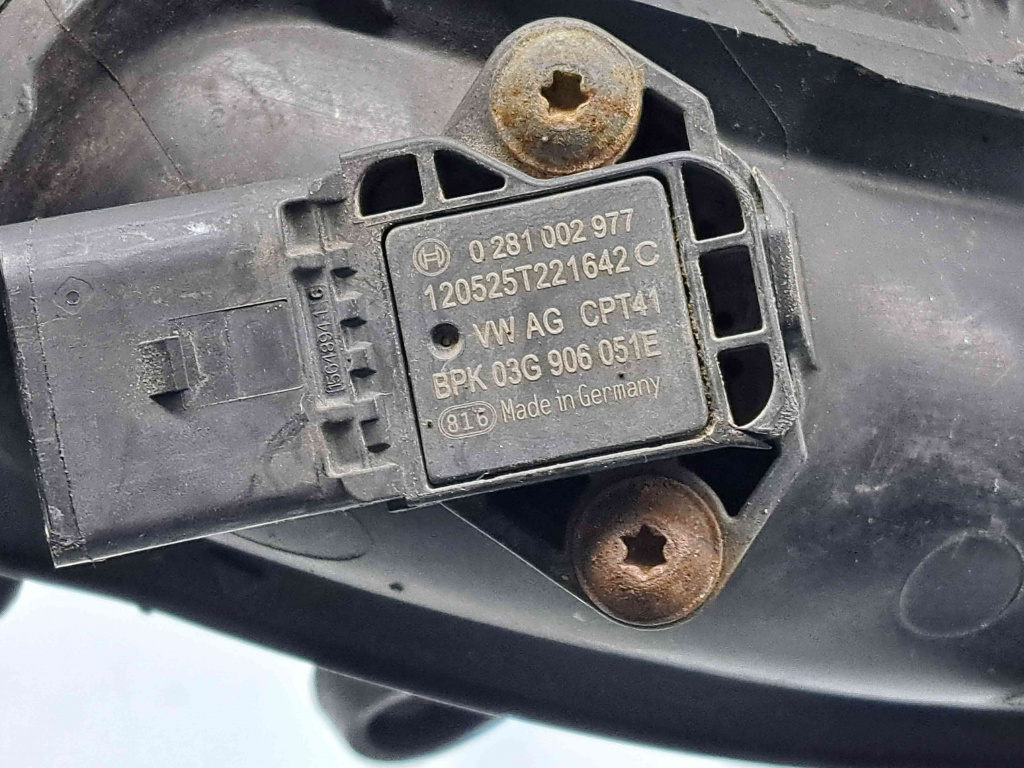 0 281 002 977
120525T221642 C
VW AG CPT41
BPK 03G 906 051E
816 Made in Germany